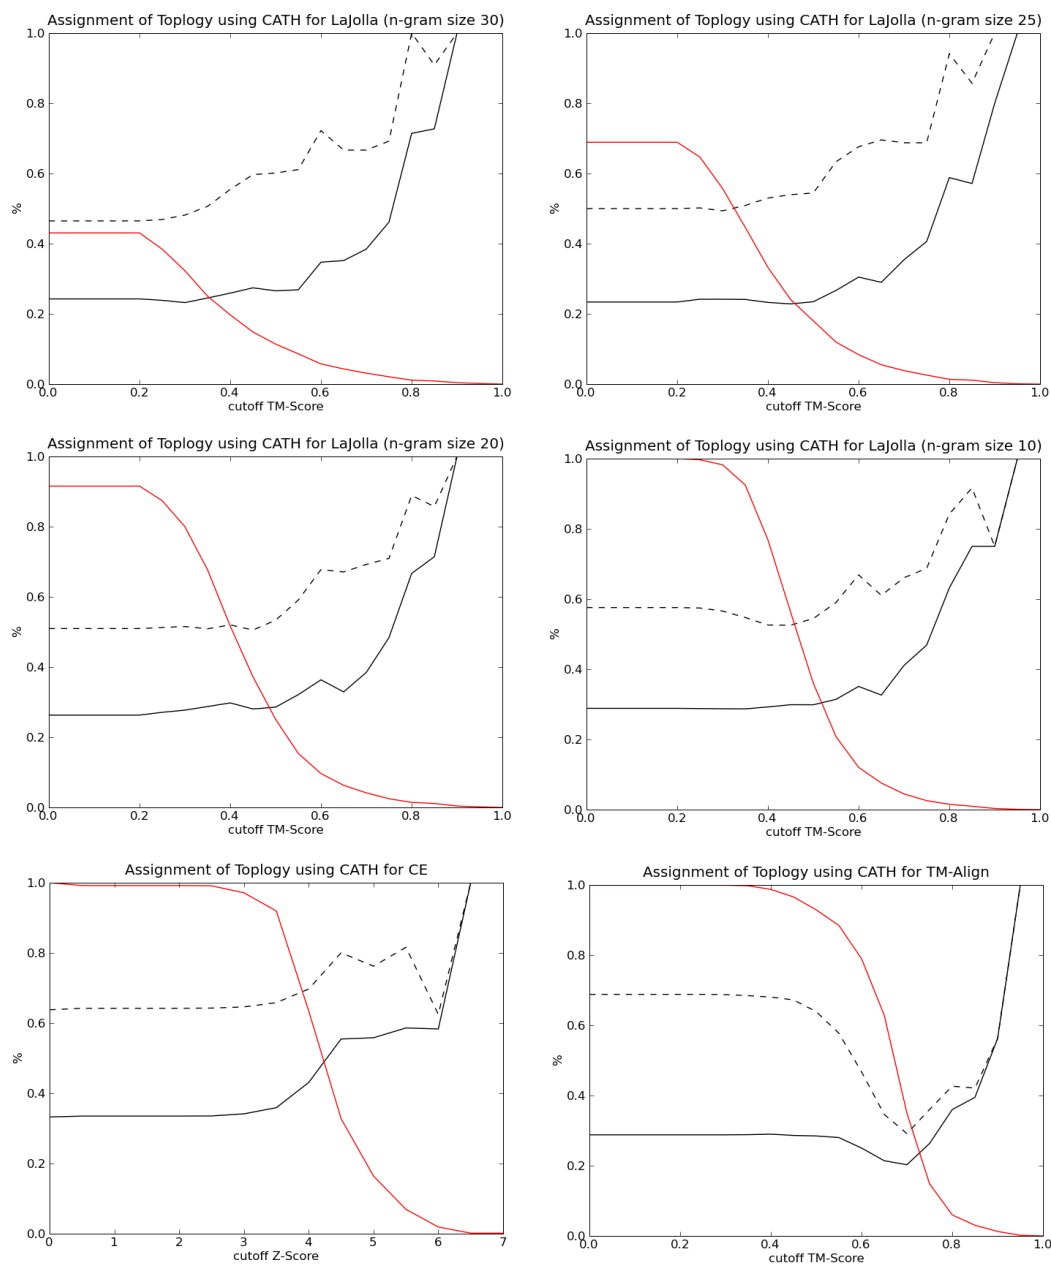 Assignment of Toplogy using CATH for LaJolla (n-gram size 30)
1.0
0.8
0.6
0.4
0.2
0.0
%
0.0 0.2 0.4 0.6 0.8 1.0
cutoff TM-Score
Assignment of Toplogy using CATH for LaJolla (n-gram size 25)
1.0
0.8
0.6
0.4
0.2
0.0
%
0.0 0.2 0.4 0.6 0.8 1.0
cutoff TM-Score
Assignment of Toplogy using CATH for LaJolla (n-gram size 20)
1.0
0.8
0.6
0.4
0.2
0.0
%
0.0 0.2 0.4 0.6 0.8 1.0
cutoff TM-Score
Assignment of Toplogy using CATH for LaJolla (n-gram size 10)
1.0
0.8
0.6
0.4
0.2
0.0
%
0.0 0.2 0.4 0.6 0.8 1.0
cutoff TM-Score
Assignment of Toplogy using CATH for CE
1.0
0.8
0.6
0.4
0.2
0.0
%
0 1 2 3 4 5 6 7
cutoff Z-Score
Assignment of Toplogy using CATH for TM-Align
1.0
0.8
0.6
0.4
0.2
0.0
%
0.0 0.2 0.4 0.6 0.8 1.0
cutoff TM-Score